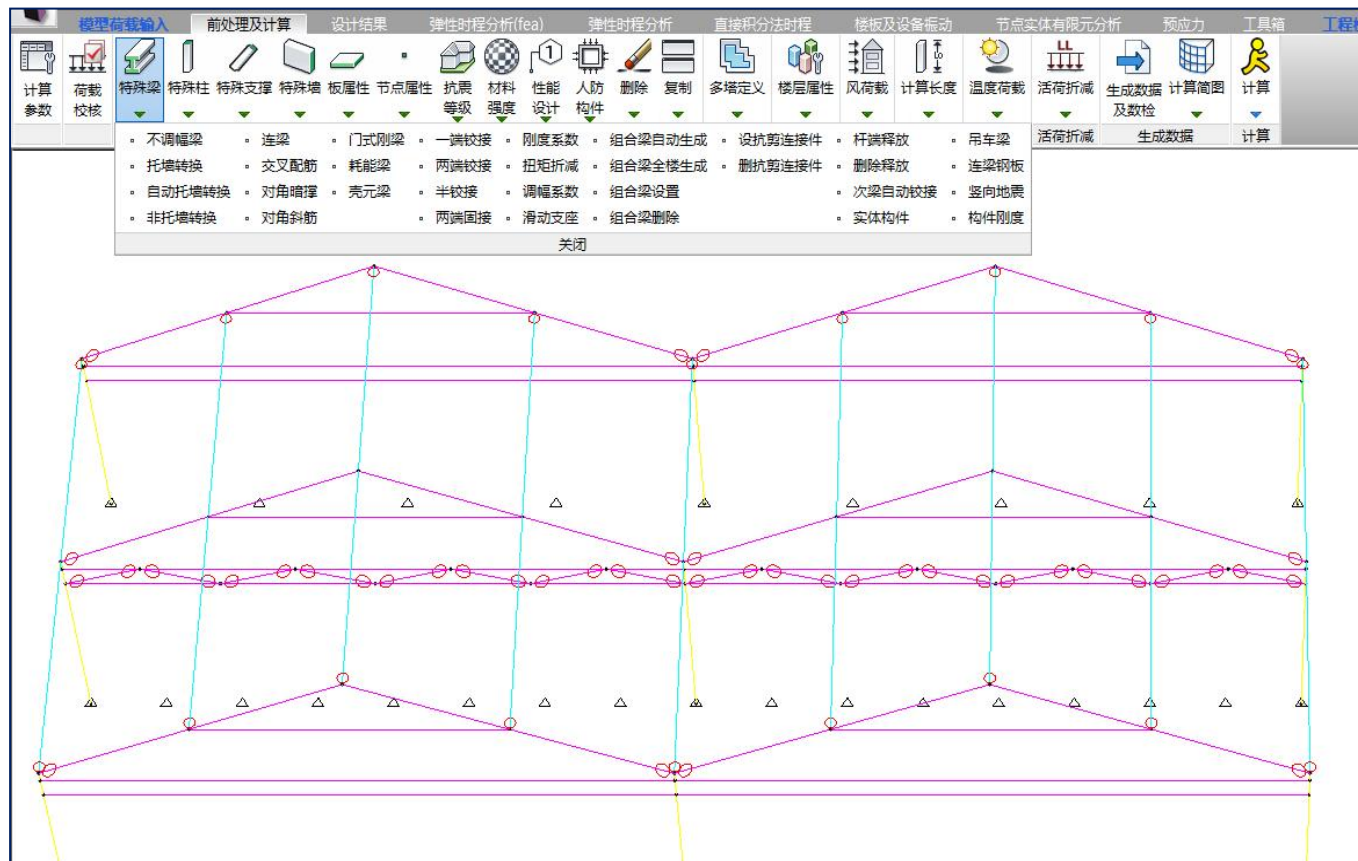 模型荷载输入 前处理及计算 设计结果 弹性时程分析(fea) 弹性时程分析 直接积分法时程 楼板及设备振动 节点实体有限元分析 预应力 工具箱
计算参数 荷载校核 特殊梁 特殊柱 特殊支撑 特殊墙 板属性 节点属性 抗震等级 材料强度 性能设计 人防构件 删除 复制 多塔定义 楼层属性 风荷载 计算长度 温度荷载 LL 活荷折减 生成数据及数检 计算简图 计算
不调幅梁 连梁 门式刚梁 一端铰接 刚度系数 组合梁自动生成 设抗剪连接件 杆端释放 吊车梁 活荷折减 生成数据 计算
托墙转换 交叉配筋 耗能梁 两端铰接 扭矩折减 组合梁全楼生成 删抗剪连接件 删除释放 连梁钢板
自动托墙转换 对角暗撑 壳元梁 半铰接 调幅系数 组合梁设置 次梁自动铰接 竖向地震
非托墙转换 对角斜筋 两端固接 滑动支座 组合梁删除 实体构件 构件刚度
关闭